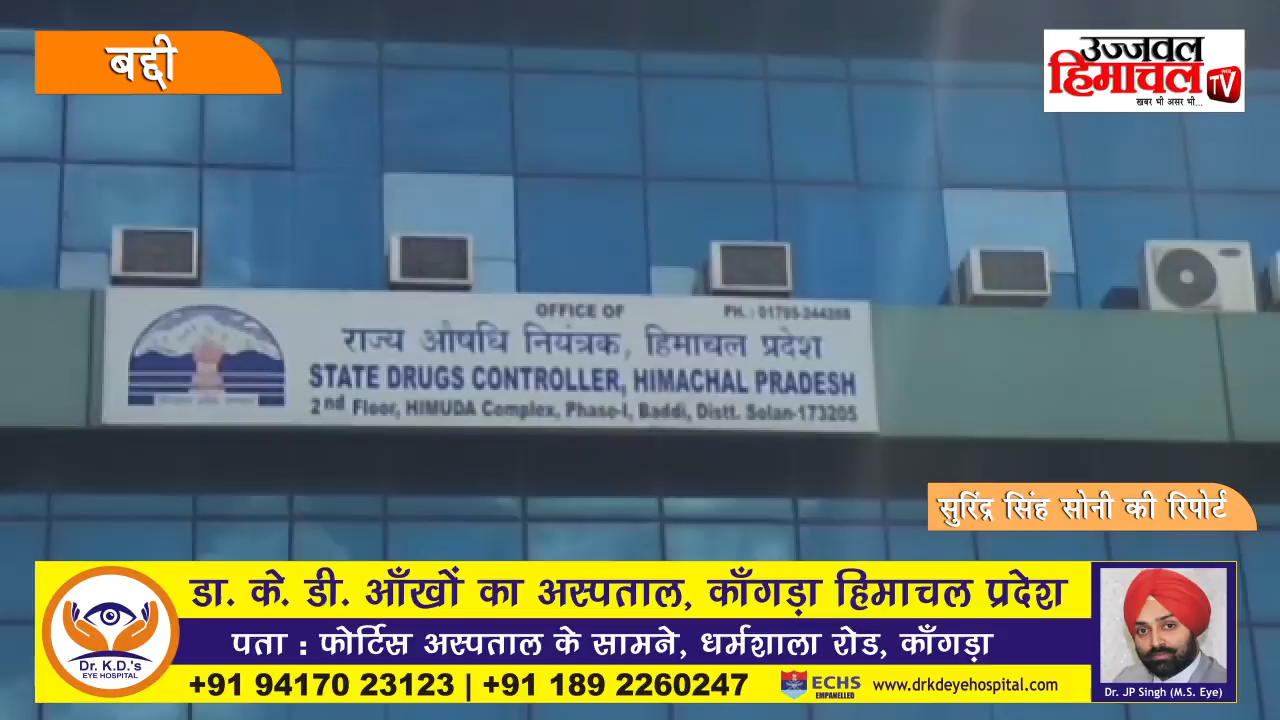 बद्दी
उज्जवल
हिमाचल
WEB
TV
खबर भी असर भी...
OFFICE OF
राज्य औषधि नियंत्रक, हिमाचल प्रदेश
STATE DRUGS CONTROLLER, HIMACHAL PRADESH
2nd Floor, HIMUDA Complex, Phase-I, Baddi, Distt. Solan-173205
सुरिंद्र सिंह सोनी की रिपोर्ट
Dr. K.D.'s
EYE HOSPITAL
डा. के. डी. आँखों का अस्पताल, काँगड़ा हिमाचल प्रदेश
पता : फोर्टिस अस्पताल के सामने, धर्मशाला रोड, काँगड़ा
+91 94170 23123 | +91 189 2260247
ECHS
EMPANELLED
www.drkdeyehospital.com
Dr. JP Singh (M.S. Eye)